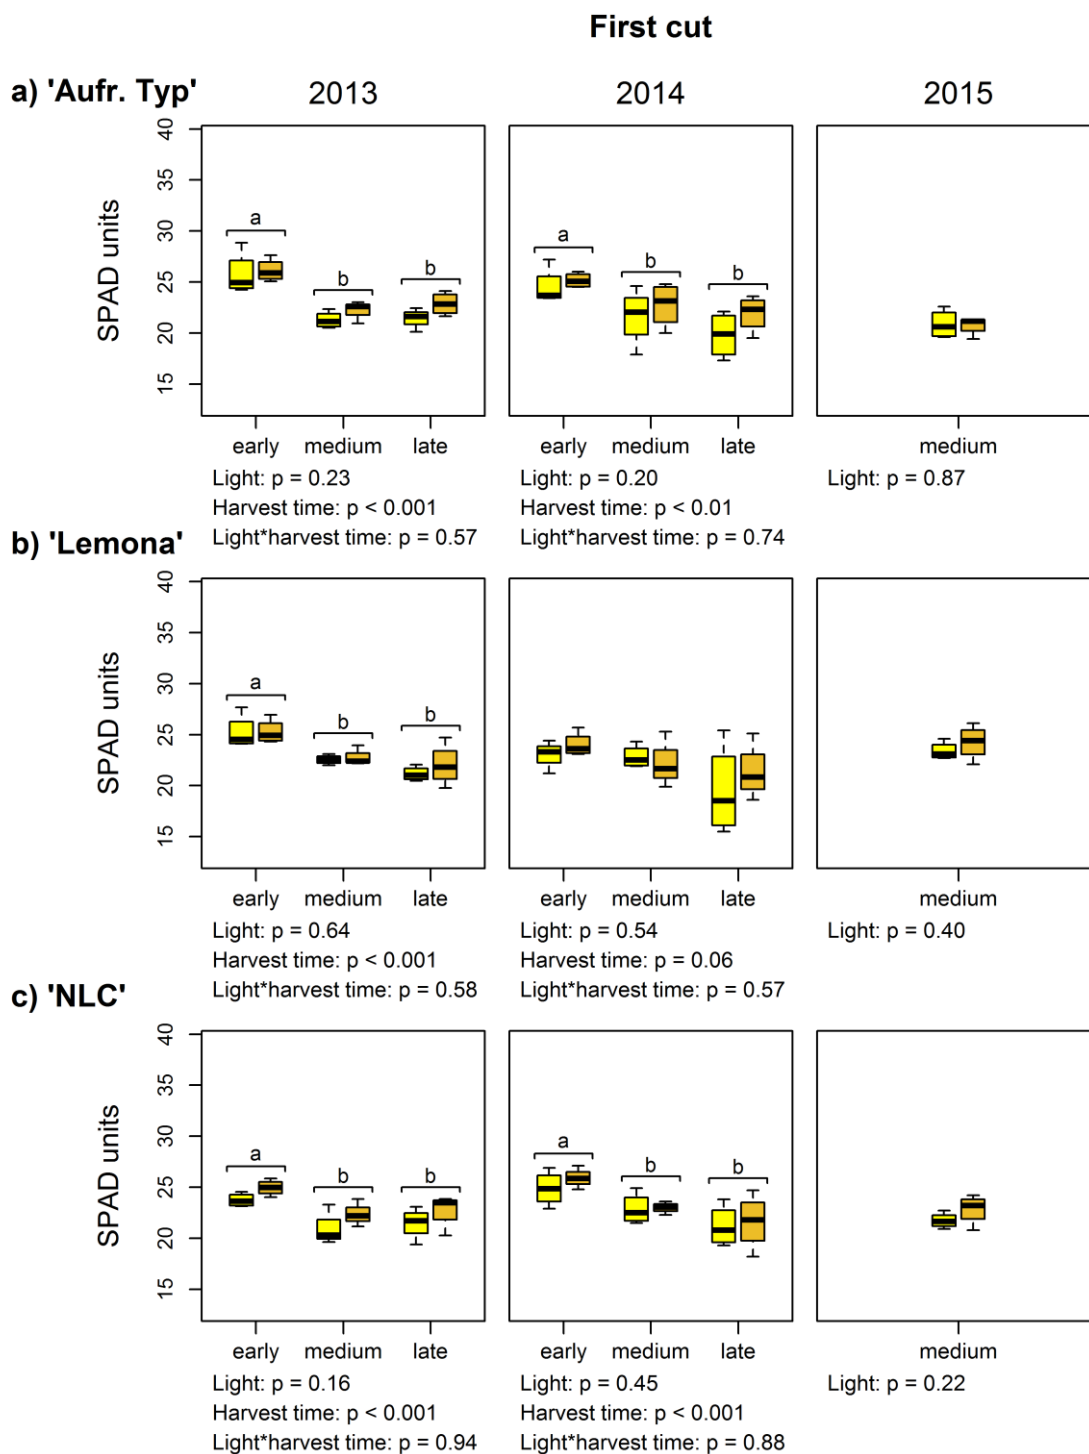 First cut
a) 'Aufr. Typ' 2013 2014 2015
SPAD units
40
35
30
25
20
15
a b b
a b b
early medium late
early medium late
medium
Light: p = 0.23
Harvest time: p < 0.001
Light*harvest time: p = 0.57
Light: p = 0.20
Harvest time: p < 0.01
Light*harvest time: p = 0.74
Light: p = 0.87
b) 'Lemona'
SPAD units
40
35
30
25
20
15
a b b
early medium late
early medium late
medium
Light: p = 0.64
Harvest time: p < 0.001
Light*harvest time: p = 0.58
Light: p = 0.54
Harvest time: p = 0.06
Light*harvest time: p = 0.57
Light: p = 0.40
c) 'NLC'
SPAD units
40
35
30
25
20
15
a b b
a b b
early medium late
early medium late
medium
Light: p = 0.16
Harvest time: p < 0.001
Light*harvest time: p = 0.94
Light: p = 0.45
Harvest time: p < 0.001
Light*harvest time: p = 0.88
Light: p = 0.22